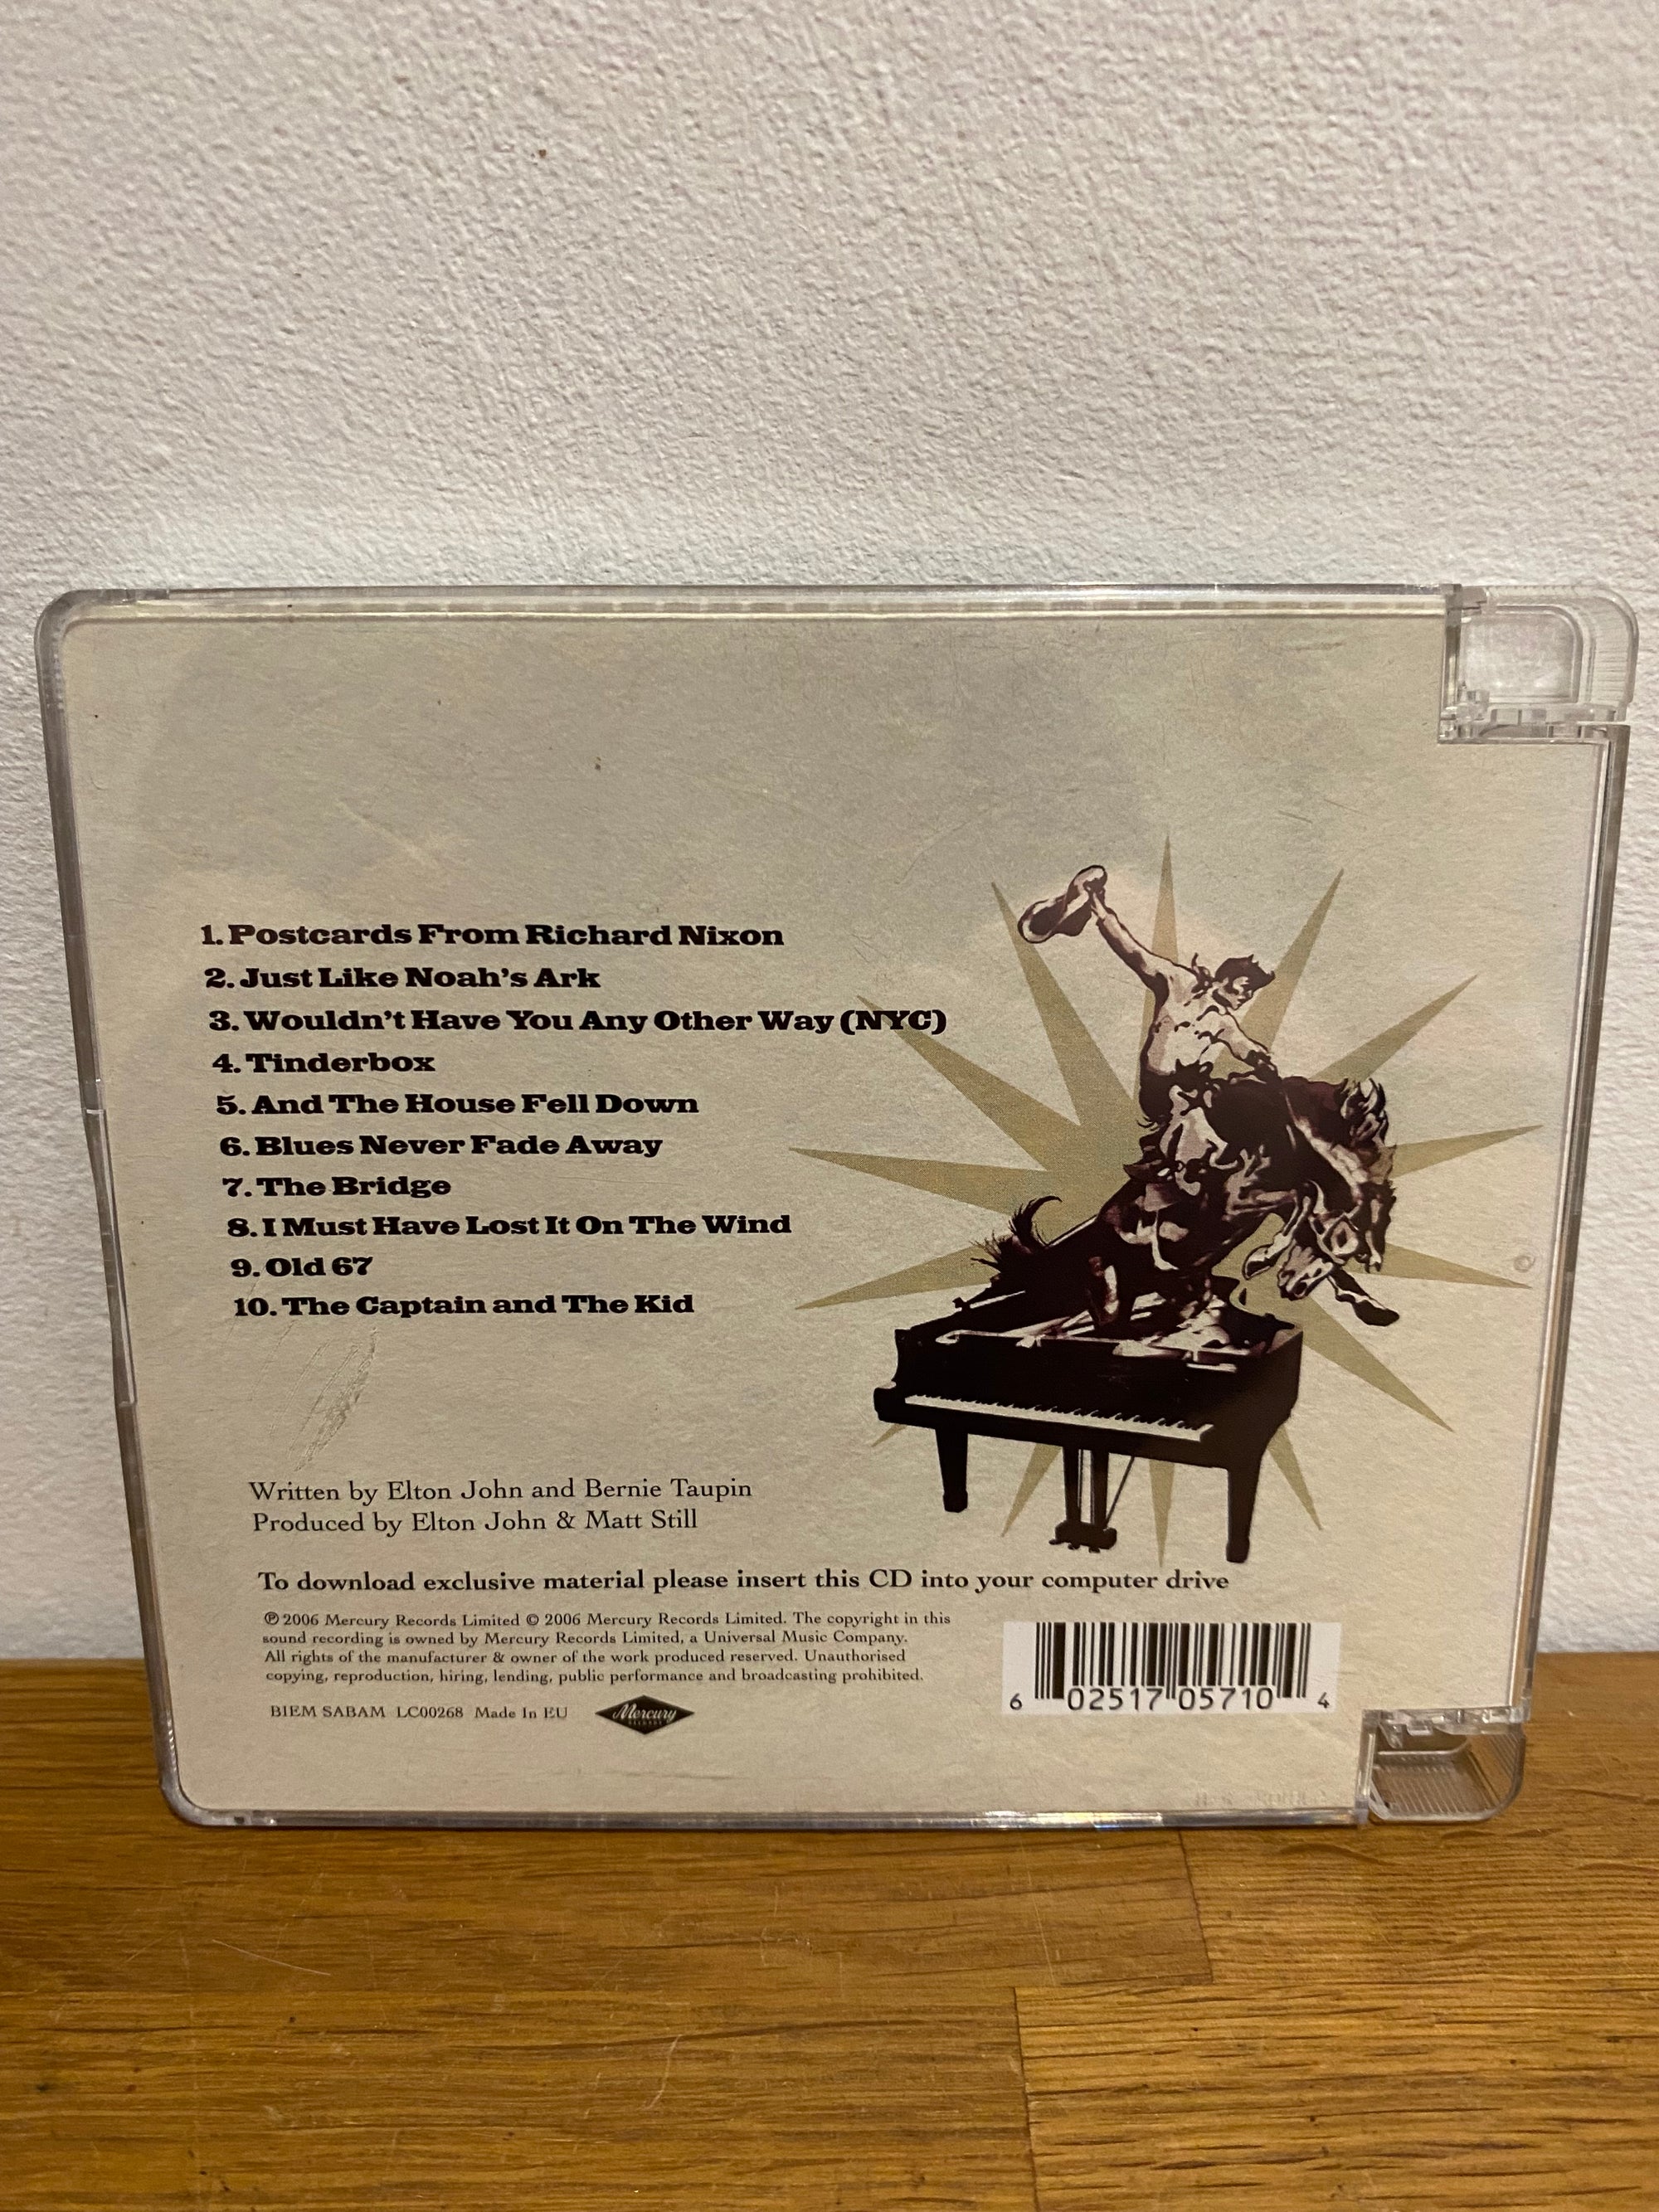 1. Postcards From Richard Nixon
2. Just Like Noah's Ark
3. Wouldn't Have You Any Other Way (NYC)
4. Tinderbox
5. And The House Fell Down
6. Blues Never Fade Away
7. The Bridge
8. I Must Have Lost It On The Wind
9. Old 67
10. The Captain and The Kid
Written by Elton John and Bernie Taupin
Produced by Elton John & Matt Still
To download exclusive material please insert this CD into your computer drive
℗ 2006 Mercury Records Limited © 2006 Mercury Records Limited. The copyright in this
sound recording is owned by Mercury Records Limited, a Universal Music Company.
All rights of the manufacturer & owner of the work produced reserved. Unauthorised
copying, reproduction, hiring, lending, public performance and broadcasting prohibited.
BIEM SABAM LC00268 Made In EU
Mercury
RECORDS
6 02517 05710 4